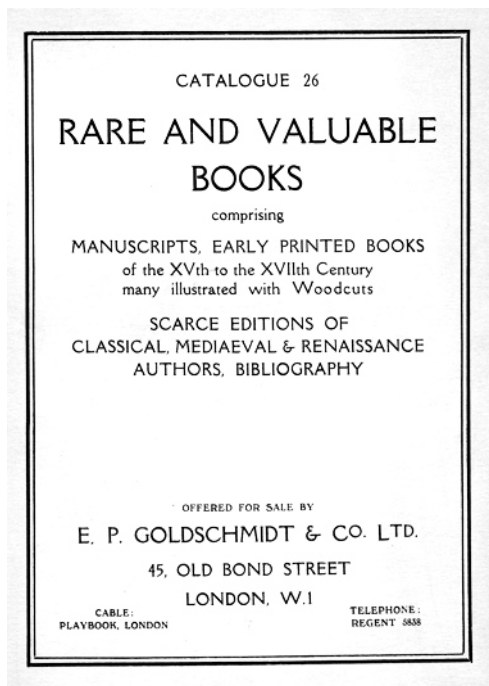 CATALOGUE 26
RARE AND VALUABLE
BOOKS
comprising
MANUSCRIPTS, EARLY PRINTED BOOKS
of the XVth to the XVIIth Century
many illustrated with Woodcuts
SCARCE EDITIONS OF
CLASSICAL, MEDIAEVAL & RENAISSANCE
AUTHORS, BIBLIOGRAPHY
OFFERED FOR SALE BY
E. P. GOLDSCHMIDT & CO. LTD.
45, OLD BOND STREET
LONDON, W.1
CABLE:
PLAYBOOK, LONDON
TELEPHONE:
REGENT 5858